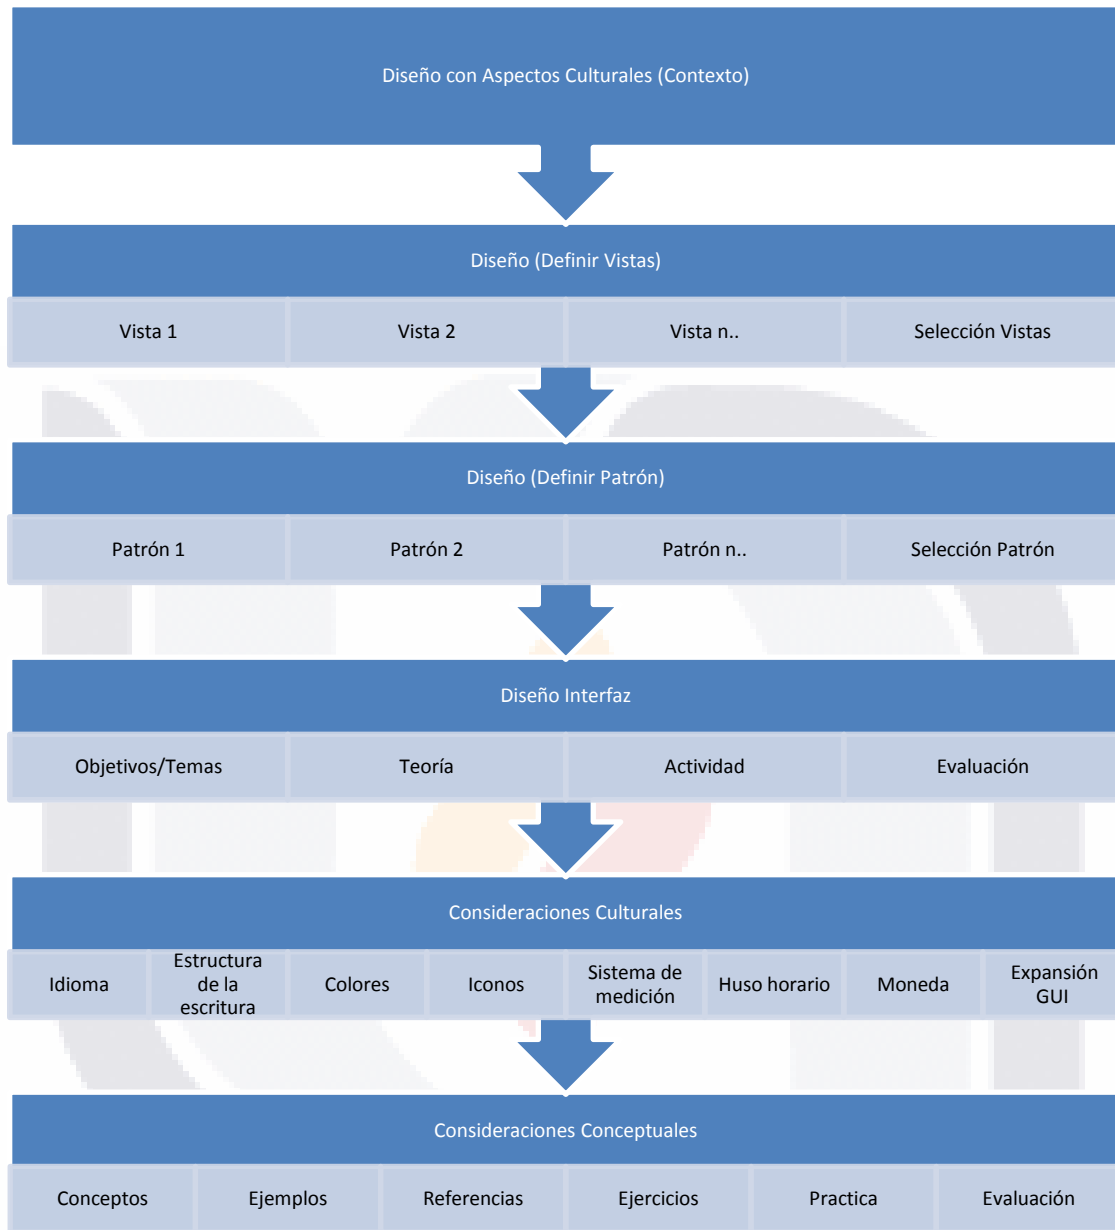 Diseño con Aspectos Culturales (Contexto)
Diseño (Definir Vistas)
Vista 1
Vista 2
Vista n..
Selección Vistas
Diseño (Definir Patrón)
Patrón 1
Patrón 2
Patrón n..
Selección Patrón
Diseño Interfaz
Objetivos/Temas
Teoría
Actividad
Evaluación
Consideraciones Culturales
Idioma
Estructura
de la
escritura
Colores
Iconos
Sistema de
medición
Huso horario
Moneda
Expansión
GUI
Consideraciones Conceptuales
Conceptos
Ejemplos
Referencias
Ejercicios
Practica
Evaluación